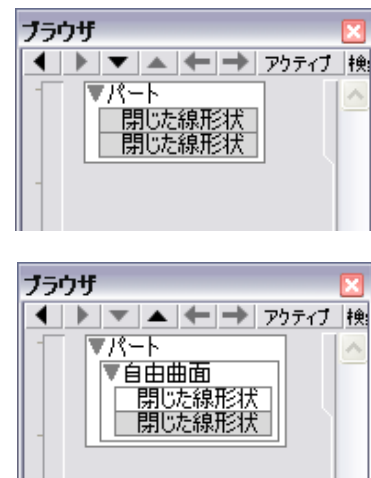 ブラウザ
アクティブ 検
▼パート
閉じた線形状
閉じた線形状
ブラウザ
アクティブ 検
▼パート
▼自由曲面
閉じた線形状
閉じた線形状